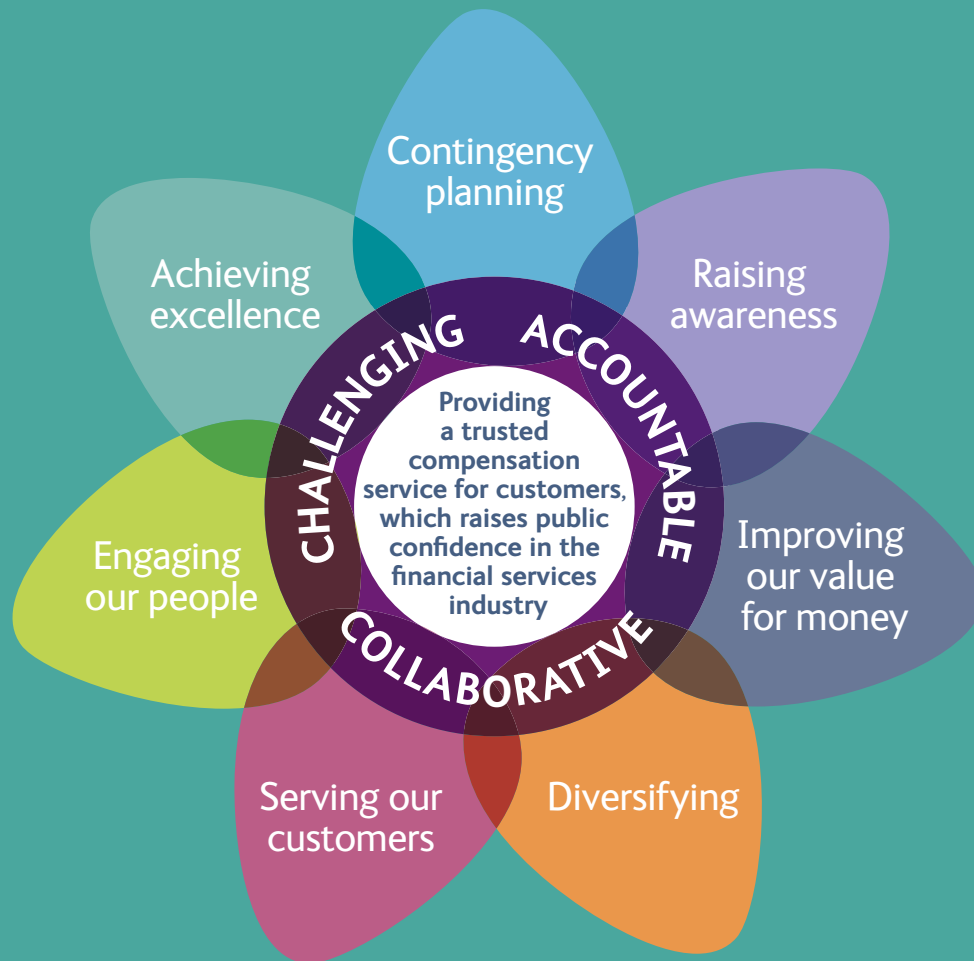 Contingency
planning
Raising
awareness
Improving
our value
for money
Diversifying
Serving our
customers
Engaging
our people
Achieving
excellence
CHALLENGING
ACCOUNTABLE
COLLABORATIVE
Providing
a trusted
compensation
service for customers,
which raises public
confidence in the
financial services
industry